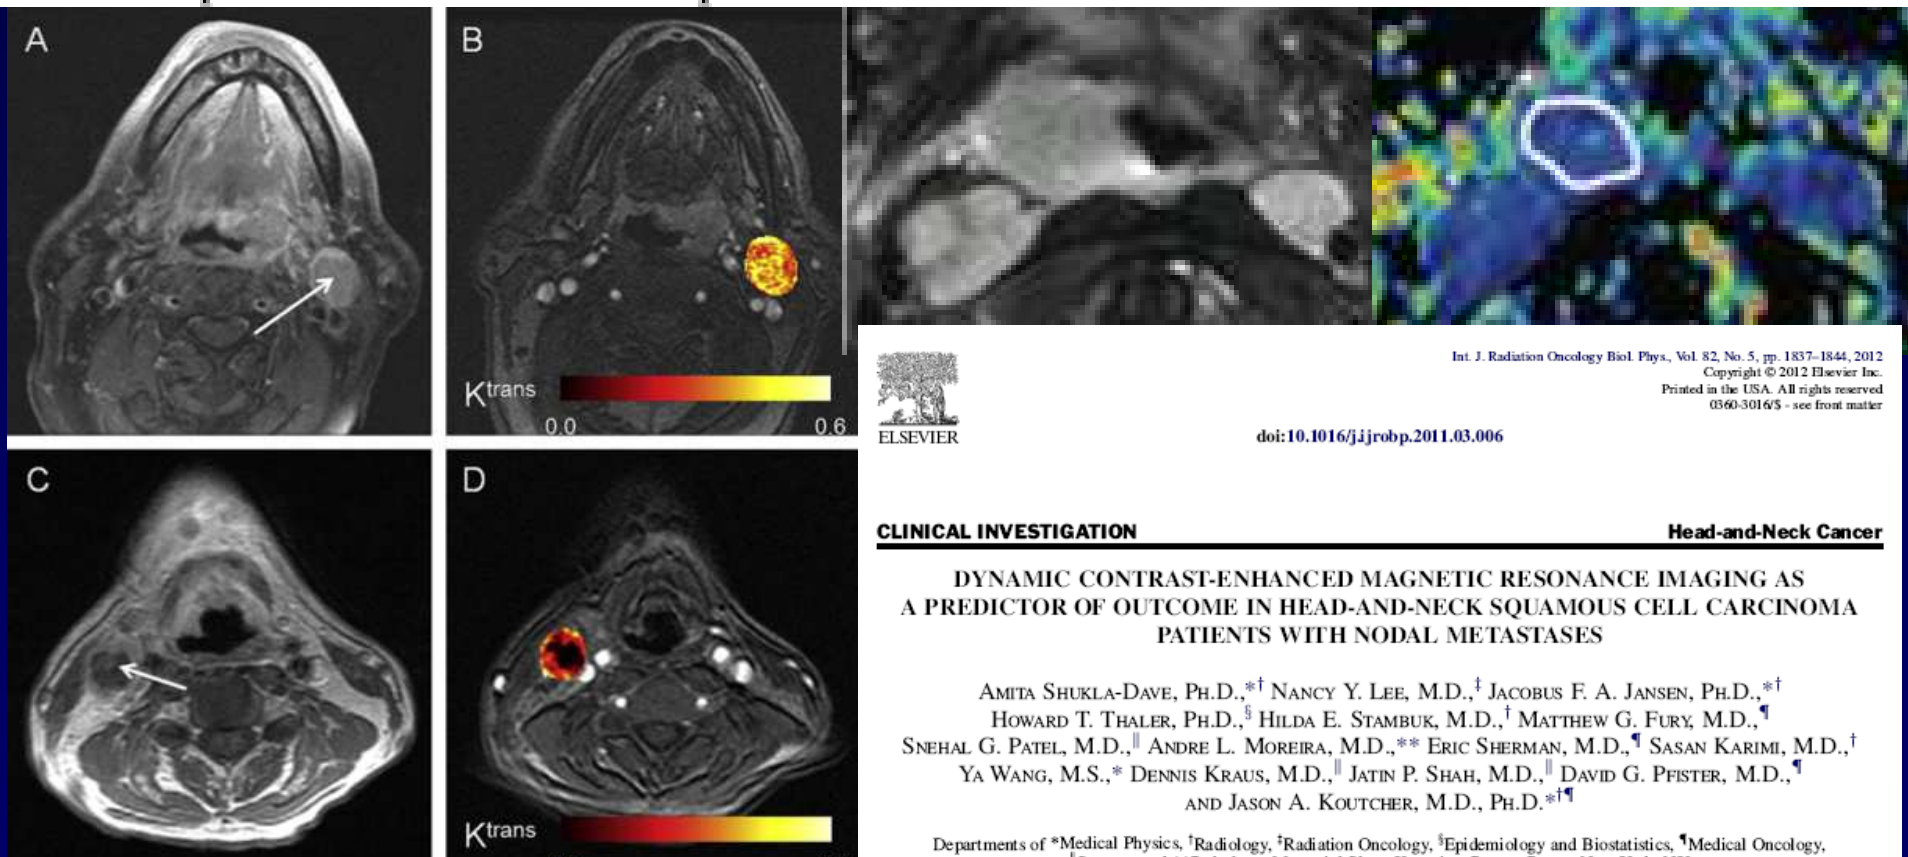 A
B
Ktrans
0.0 0.6
C
D
Ktrans
ELSEVIER
Int. J. Radiation Oncology Biol. Phys., Vol. 82, No. 5, pp. 1837–1844, 2012
Copyright © 2012 Elsevier Inc.
Printed in the USA. All rights reserved
0360-3016/$ - see front matter
doi:10.1016/j.ijrobp.2011.03.006
CLINICAL INVESTIGATION Head-and-Neck Cancer
DYNAMIC CONTRAST-ENHANCED MAGNETIC RESONANCE IMAGING AS
A PREDICTOR OF OUTCOME IN HEAD-AND-NECK SQUAMOUS CELL CARCINOMA
PATIENTS WITH NODAL METASTASES
AMITA SHUKLA-DAVE, PH.D.,*† NANCY Y. LEE, M.D.,‡ JACOBUS F. A. JANSEN, PH.D.,*†
HOWARD T. THALER, PH.D.,§ HILDA E. STAMBUK, M.D.,† MATTHEW G. FURY, M.D.,¶
SNEHAL G. PATEL, M.D.,‖ ANDRE L. MOREIRA, M.D.,** ERIC SHERMAN, M.D.,¶ SASAN KARIMI, M.D.,†
YA WANG, M.S.,* DENNIS KRAUS, M.D.,‖ JATIN P. SHAH, M.D.,‖ DAVID G. PFISTER, M.D.,¶
AND JASON A. KOUTCHER, M.D., PH.D.*†¶
Departments of *Medical Physics, †Radiology, ‡Radiation Oncology, §Epidemiology and Biostatistics, ¶Medical Oncology,